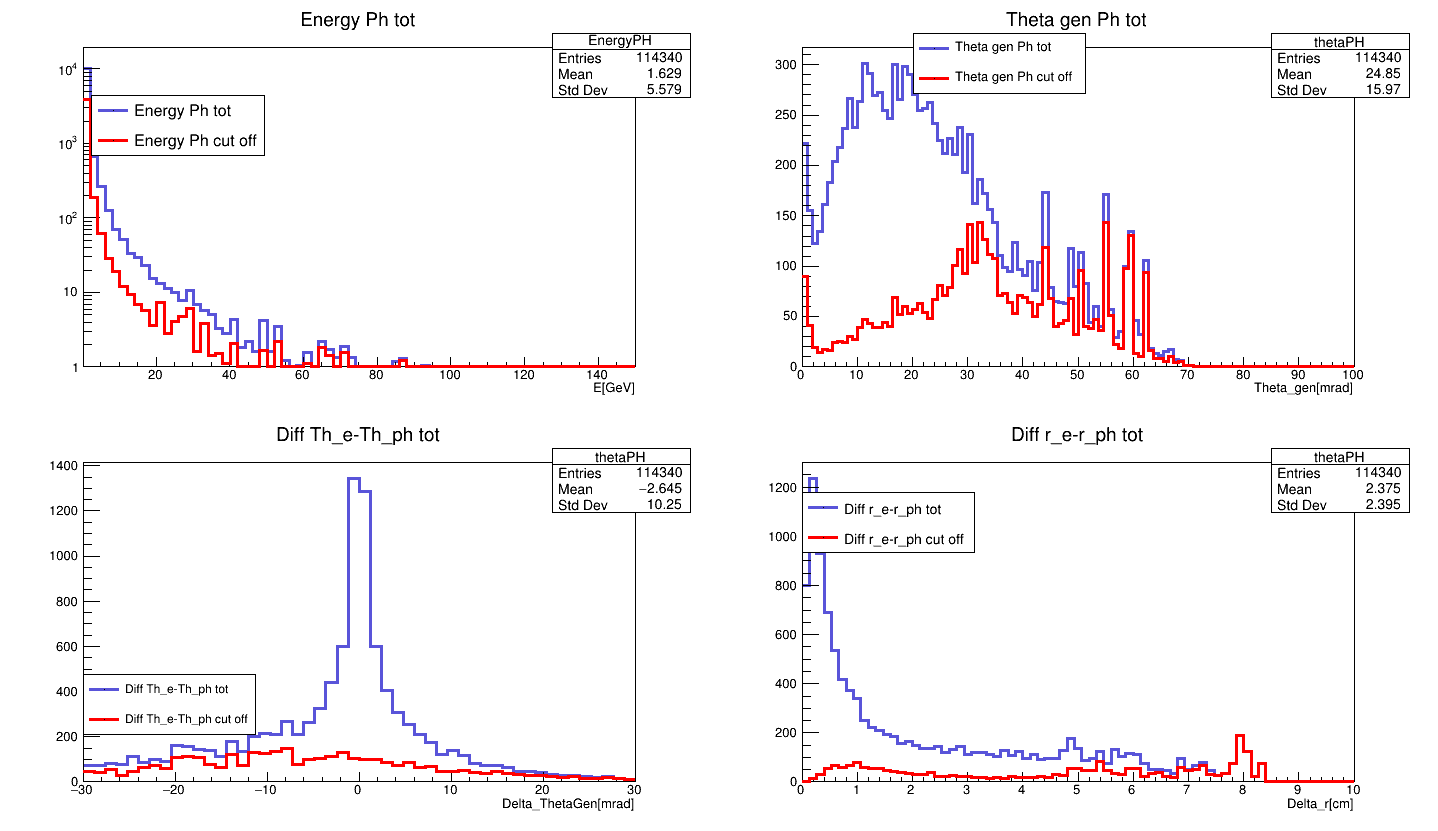 Energy Ph tot
EnergyPH
Entries 114340
Mean 1.629
Std Dev 5.579
Energy Ph tot
Energy Ph cut off
10^4
10^3
10^2
10
1
20 40 60 80 100 120 140
E[GeV]
Theta gen Ph tot
thetaPH
Entries 114340
Mean 24.85
Std Dev 15.97
Theta gen Ph tot
Theta gen Ph cut off
300
250
200
150
100
50
0
0 10 20 30 40 50 60 70 80 90 100
Theta_gen[mrad]
Diff Th_e-Th_ph tot
thetaPH
Entries 114340
Mean −2.645
Std Dev 10.25
1400
1200
1000
800
600
400
200
0
Diff Th_e-Th_ph tot
Diff Th_e-Th_ph cut off
−30 −20 −10 0 10 20 30
Delta_ThetaGen[mrad]
Diff r_e-r_ph tot
thetaPH
Entries 114340
Mean 2.375
Std Dev 2.395
Diff r_e-r_ph tot
Diff r_e-r_ph cut off
1200
1000
800
600
400
200
0
0 1 2 3 4 5 6 7 8 9 10
Delta_r[cm]